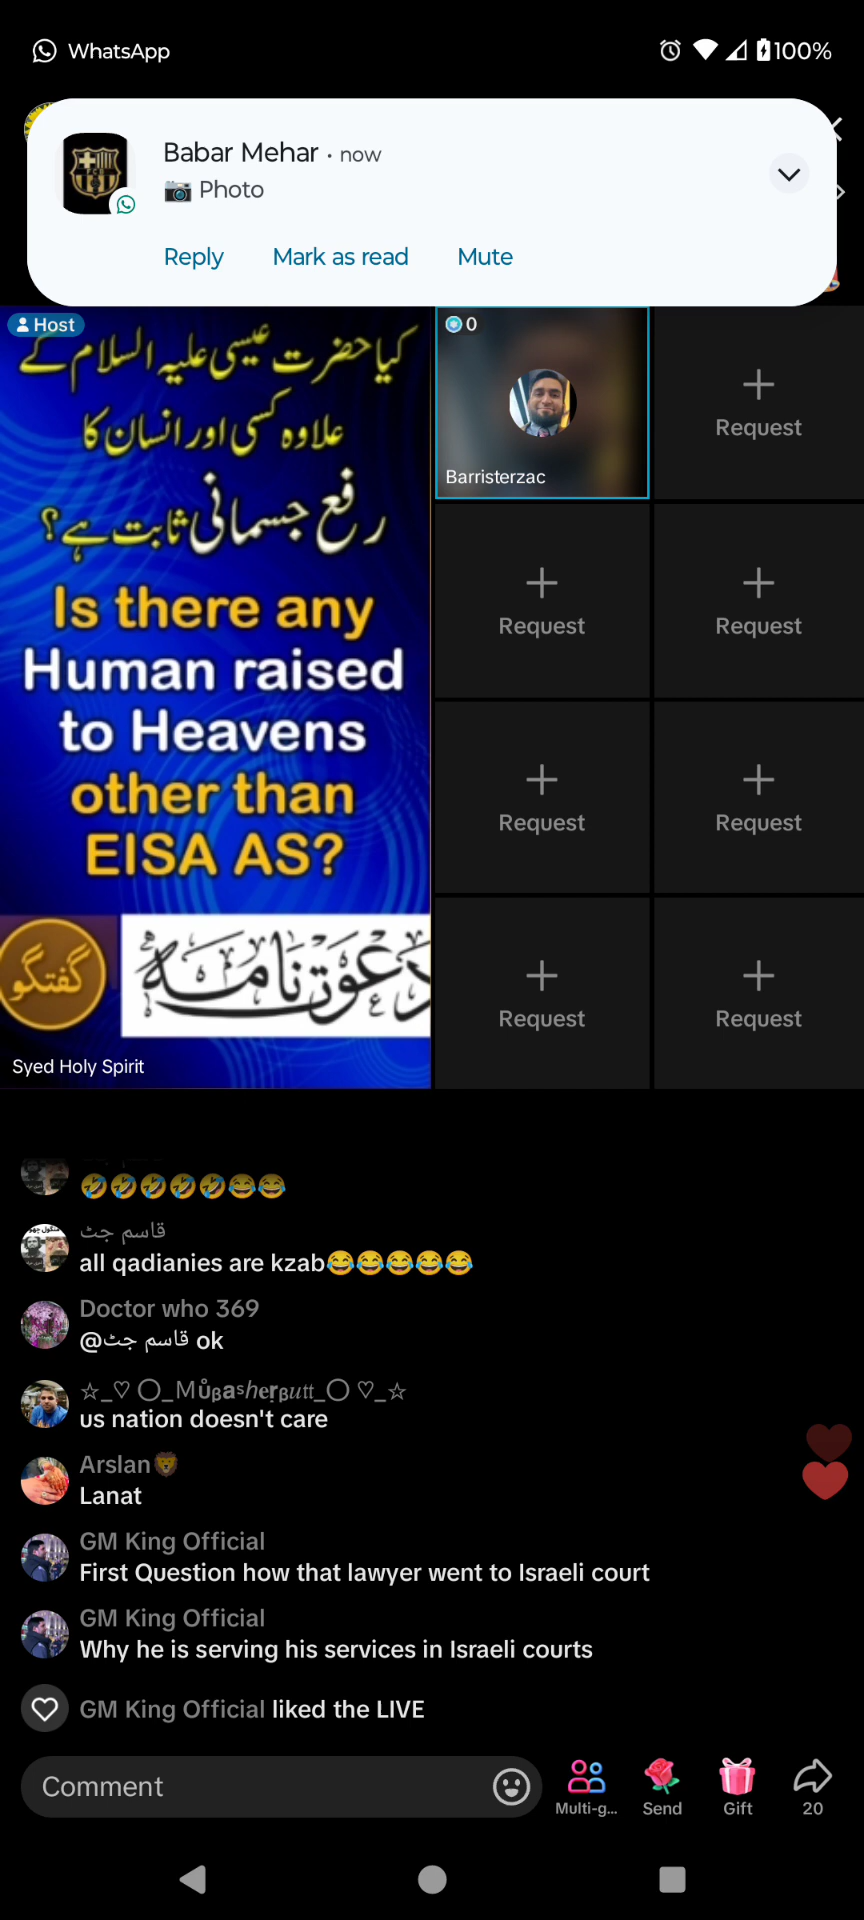 WhatsApp
100%
Babar Mehar • now
📷 Photo
Reply Mark as read Mute
Host
کیا حضرت عیسی علیہ السلام کے
علاوہ کسی اور انسان کا
رفع جسمانی ثابت ہے؟
Is there any
Human raised
to Heavens
other than
EISA AS?
گفتگو
دعوت نامہ
Syed Holy Spirit
0
Barristerzac
Request
Request
Request
Request
Request
Request
Request
🤣🤣🤣🤣🤣😂😂
قاسم جٹ
all qadianies are kzab😂😂😂😂😂
Doctor who 369
@قاسم جٹ ok
☆_♡ ◯_Můᵦaˢℎeṛᵦutt_◯ ♡_☆
us nation doesn't care
Arslan🦁
Lanat
GM King Official
First Question how that lawyer went to Israeli court
GM King Official
Why he is serving his services in Israeli courts
GM King Official liked the LIVE
Comment
Multi-g...
Send
Gift
20